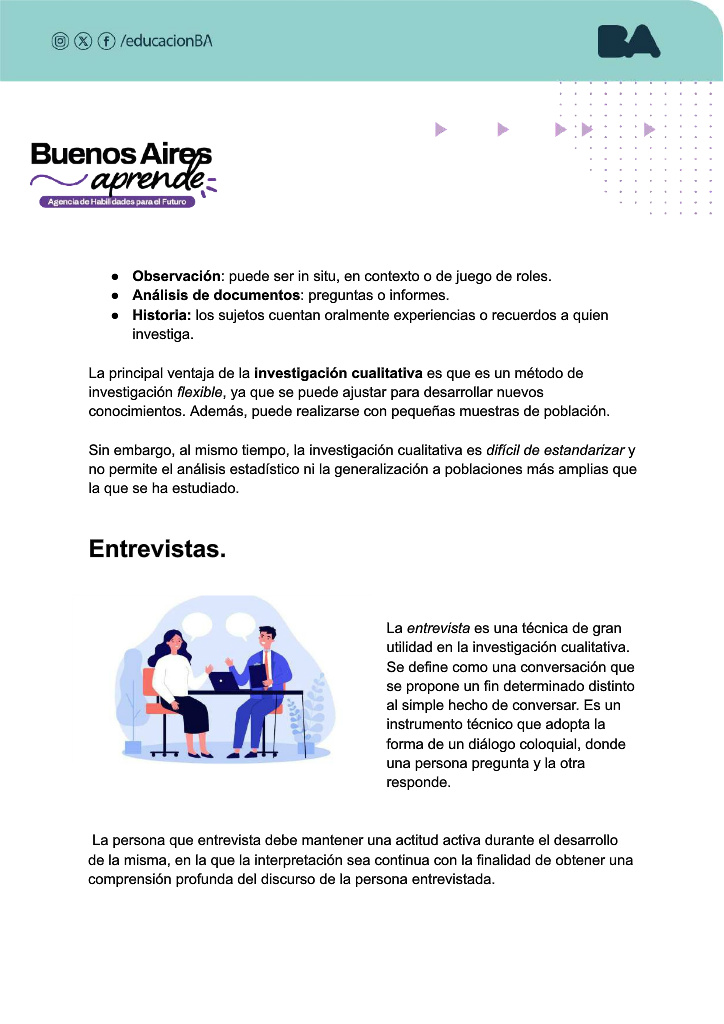 /educacionBA
BA
Buenos Aires
aprende
Agencia de Habilidades para el Futuro
● Observación: puede ser in situ, en contexto o de juego de roles.
● Análisis de documentos: preguntas o informes.
● Historia: los sujetos cuentan oralmente experiencias o recuerdos a quien
investiga.
La principal ventaja de la investigación cualitativa es que es un método de
investigación flexible, ya que se puede ajustar para desarrollar nuevos
conocimientos. Además, puede realizarse con pequeñas muestras de población.
Sin embargo, al mismo tiempo, la investigación cualitativa es difícil de estandarizar y
no permite el análisis estadístico ni la generalización a poblaciones más amplias que
la que se ha estudiado.
Entrevistas.
La entrevista es una técnica de gran
utilidad en la investigación cualitativa.
Se define como una conversación que
se propone un fin determinado distinto
al simple hecho de conversar. Es un
instrumento técnico que adopta la
forma de un diálogo coloquial, donde
una persona pregunta y la otra
responde.
La persona que entrevista debe mantener una actitud activa durante el desarrollo
de la misma, en la que la interpretación sea continua con la finalidad de obtener una
comprensión profunda del discurso de la persona entrevistada.